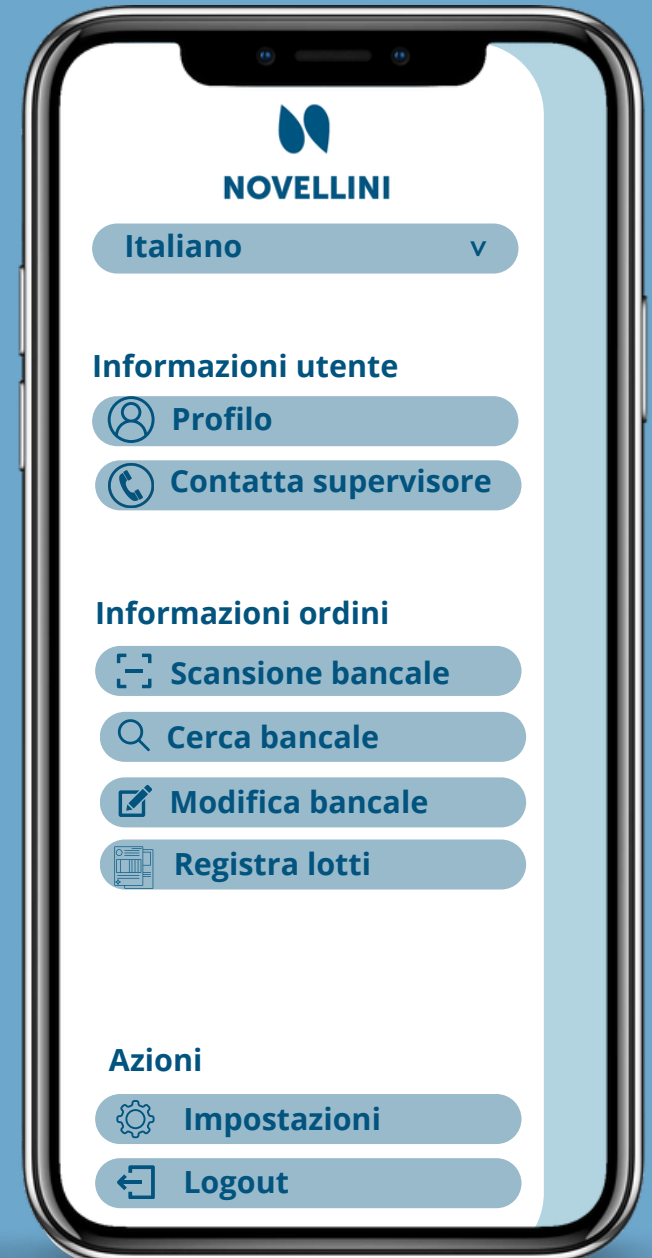 NOVELLINI
Italiano v
Informazioni utente
Profilo
Contatta supervisore
Informazioni ordini
Scansione bancale
Cerca bancale
Modifica bancale
Registra lotti
Azioni
Impostazioni
Logout